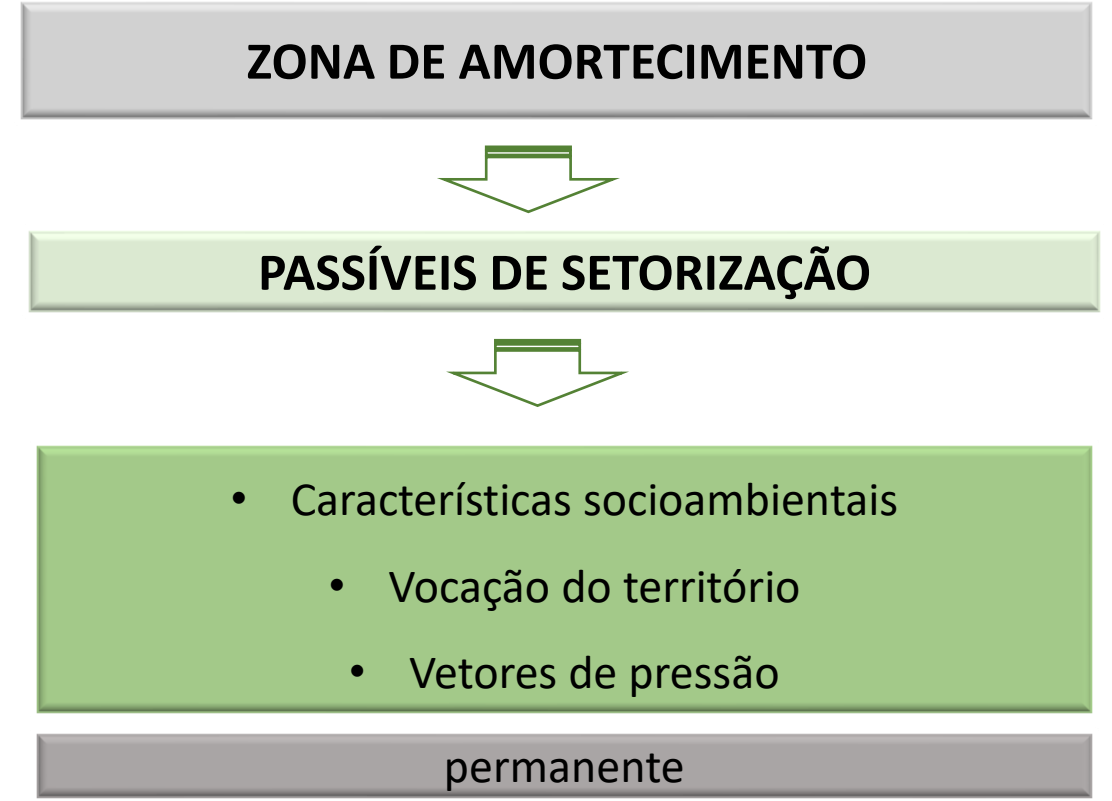 ZONA DE AMORTECIMENTO
PASSÍVEIS DE SETORIZAÇÃO
• Características socioambientais
• Vocação do território
• Vetores de pressão
permanente